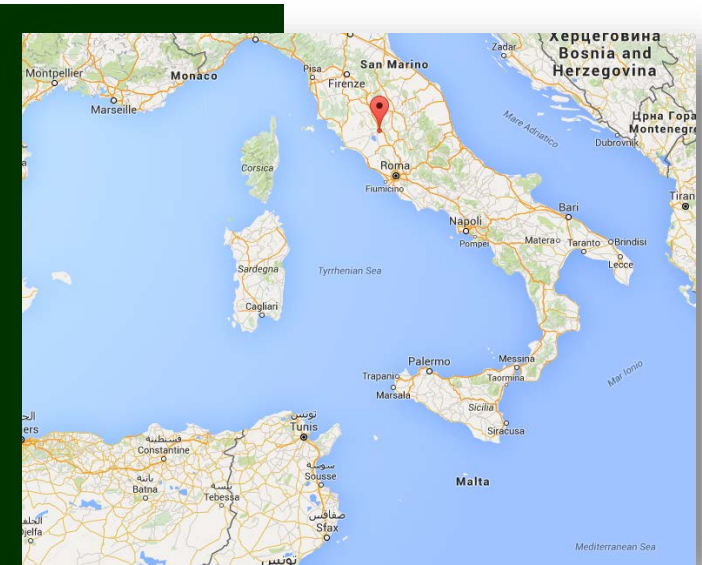 Херцеговина
Bosnia and
Herzegovina
Zadar
San Marino
Pisa
Firenze
Montpellier
Monaco
Marseille
Mare Adriatico
Црна Гора
Dubrovnik
Corsica
Roma
Fiumicino
Bari
Napoli
Pompei
Matera
Taranto
Brindisi
Lecce
Sardegna
Tyrrhenian Sea
Cagliari
Palermo
Messina
Trapani
Taormina
Mar Ionio
Marsala
Sicilia
Siracusa
تونس
Tunis
قسنطينة
Constantine
سوسة
Sousse
باتنة
Batna
تبسة
Tebessa
Malta
صفاقس
Sfax
تونس
Mediterranean Sea